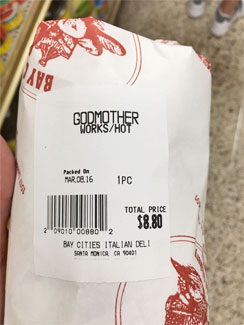 BAY C
GODMOTHER
WORKS/HOT
Packed On
MAR.08.16
1PC
TOTAL PRICE
$8.80
2 09010 00880 2
BAY CITIES ITALIAN DELI
SANTA MONICA, CA 90401